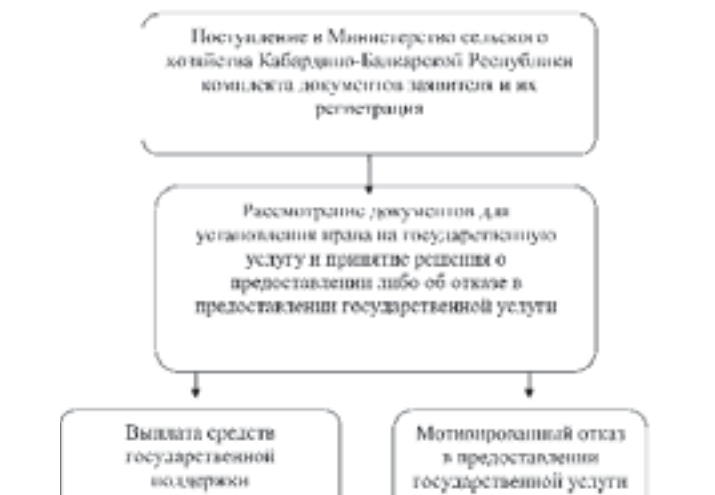 Поступление в Министерство сельского
хозяйства Кабардино-Балкарской Республики
комплекта документов заявителя и их
регистрация
Рассмотрение документов для
установления права на государственную
услугу и принятие решения о
предоставлении либо об отказе в
предоставлении государственной услуги
Выплата средств
государственной
поддержки
Мотивированный отказ
в предоставлении
государственной услуги